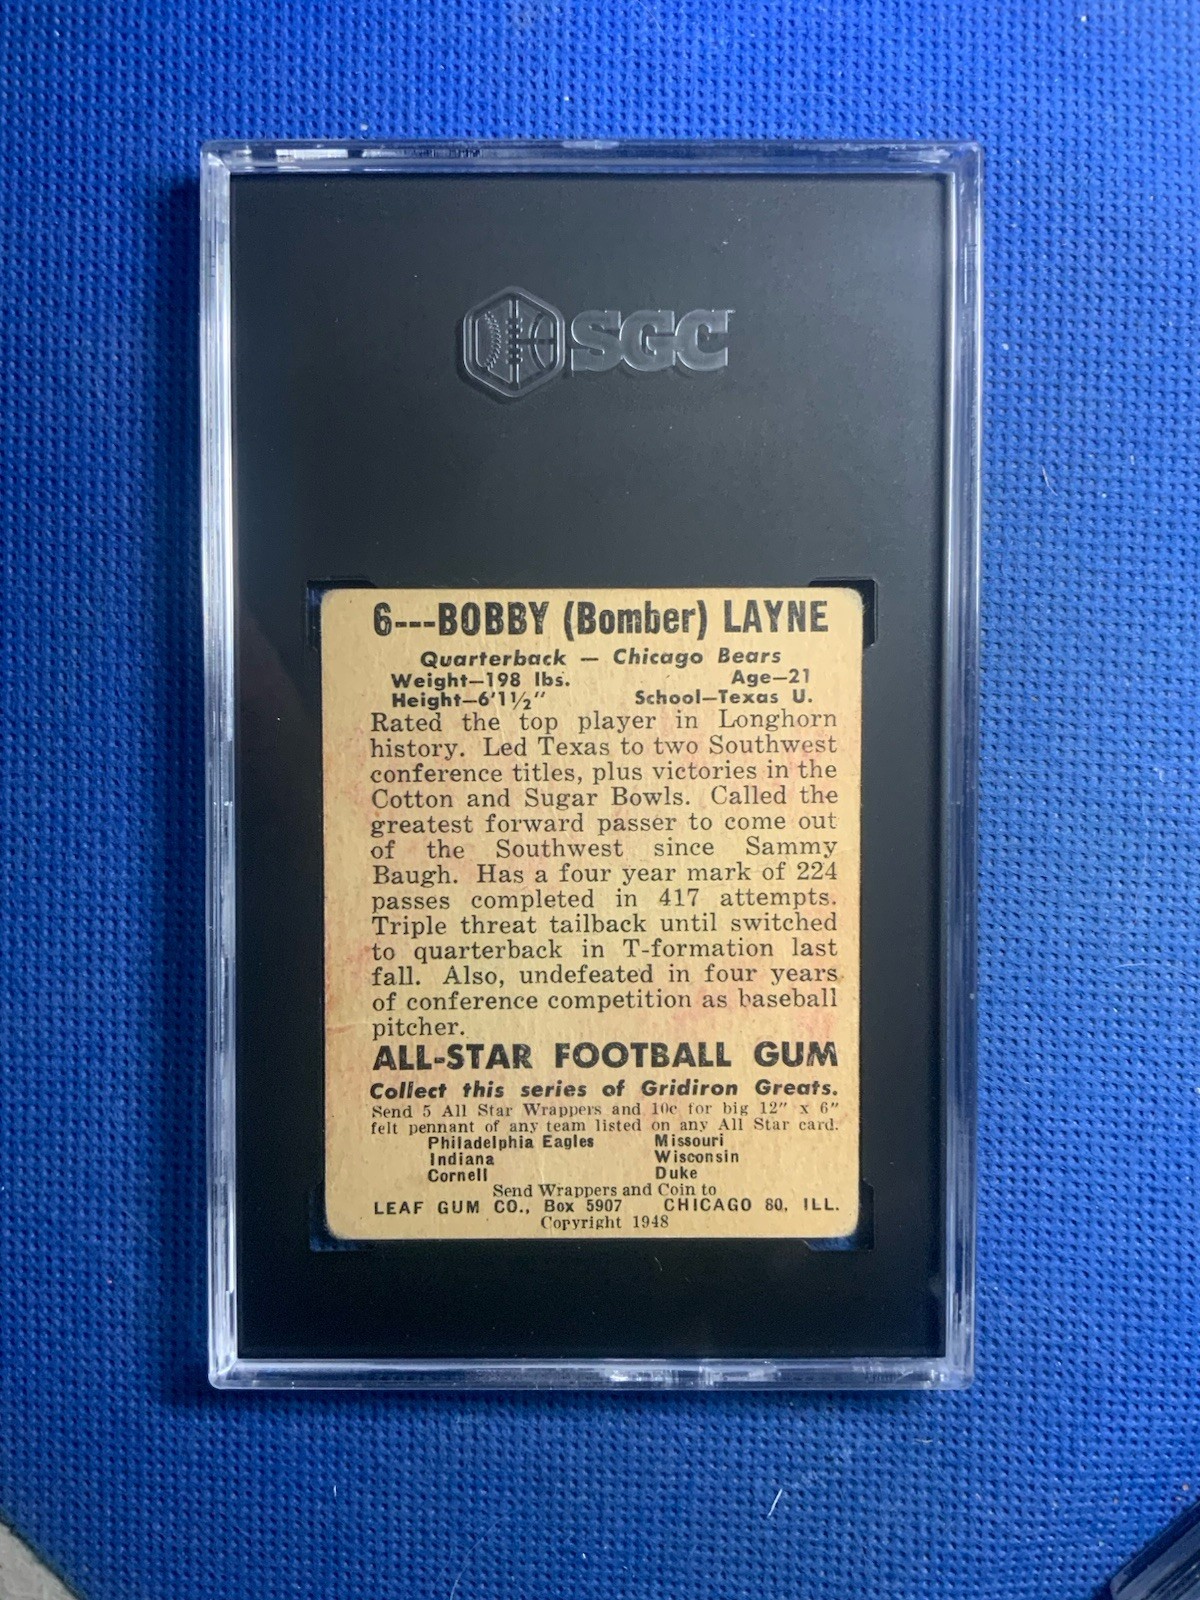 SGC
6---BOBBY (Bomber) LAYNE
Quarterback — Chicago Bears
Weight—198 lbs. Age—21
Height—6'1½" School—Texas U.
Rated the top player in Longhorn
history. Led Texas to two Southwest
conference titles, plus victories in the
Cotton and Sugar Bowls. Called the
greatest forward passer to come out
of the Southwest since Sammy
Baugh. Has a four year mark of 224
passes completed in 417 attempts.
Triple threat tailback until switched
to quarterback in T-formation last
fall. Also, undefeated in four years
of conference competition as baseball
pitcher.
ALL-STAR FOOTBALL GUM
Collect this series of Gridiron Greats.
Send 5 All Star Wrappers and 10c for big 12" x 6"
felt pennant of any team listed on any All Star card.
Philadelphia Eagles Missouri
Indiana Wisconsin
Cornell Duke
Send Wrappers and Coin to
LEAF GUM CO., Box 5907 CHICAGO 80, ILL.
Copyright 1948